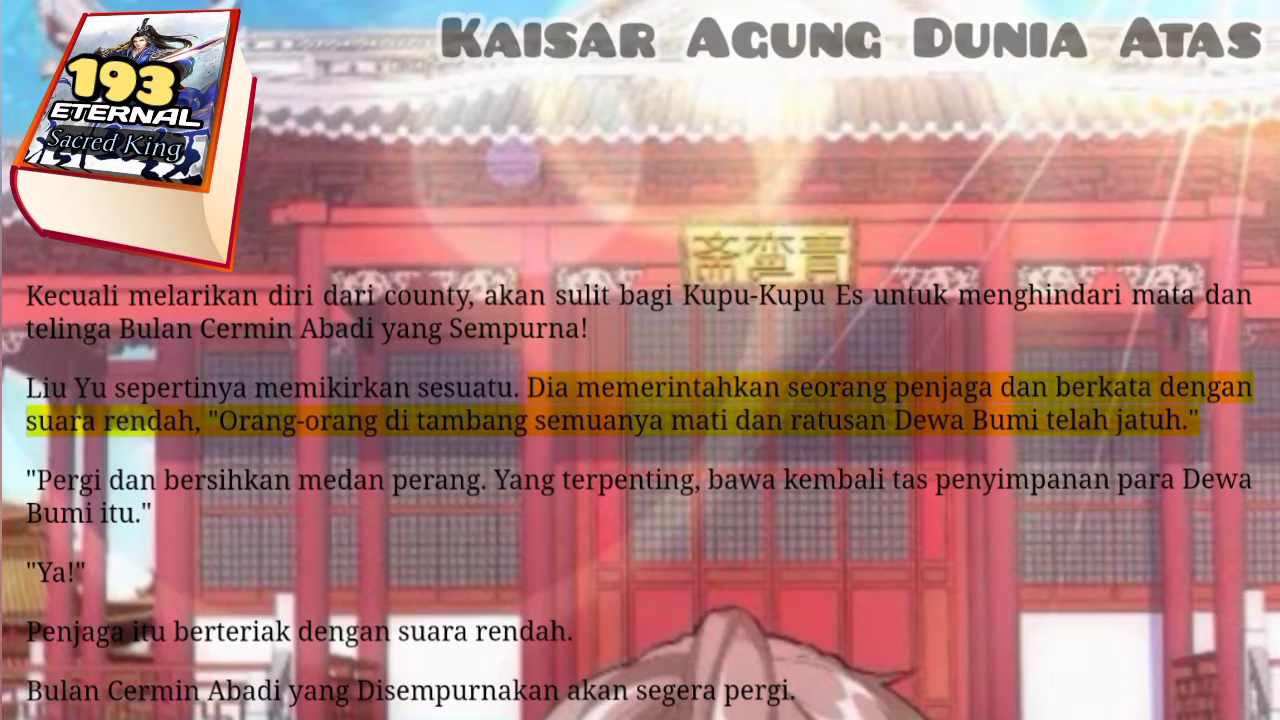 Kaisar Agung Dunia Atas
193
ETERNAL
Sacred King
斋鸾青
Kecuali melarikan diri dari county, akan sulit bagi Kupu-Kupu Es untuk menghindari mata dan
telinga Bulan Cermin Abadi yang Sempurna!
Liu Yu sepertinya memikirkan sesuatu. Dia memerintahkan seorang penjaga dan berkata dengan
suara rendah, "Orang-orang di tambang semuanya mati dan ratusan Dewa Bumi telah jatuh."
"Pergi dan bersihkan medan perang. Yang terpenting, bawa kembali tas penyimpanan para Dewa
Bumi itu."
"Ya!"
Penjaga itu berteriak dengan suara rendah.
Bulan Cermin Abadi yang Disempurnakan akan segera pergi.